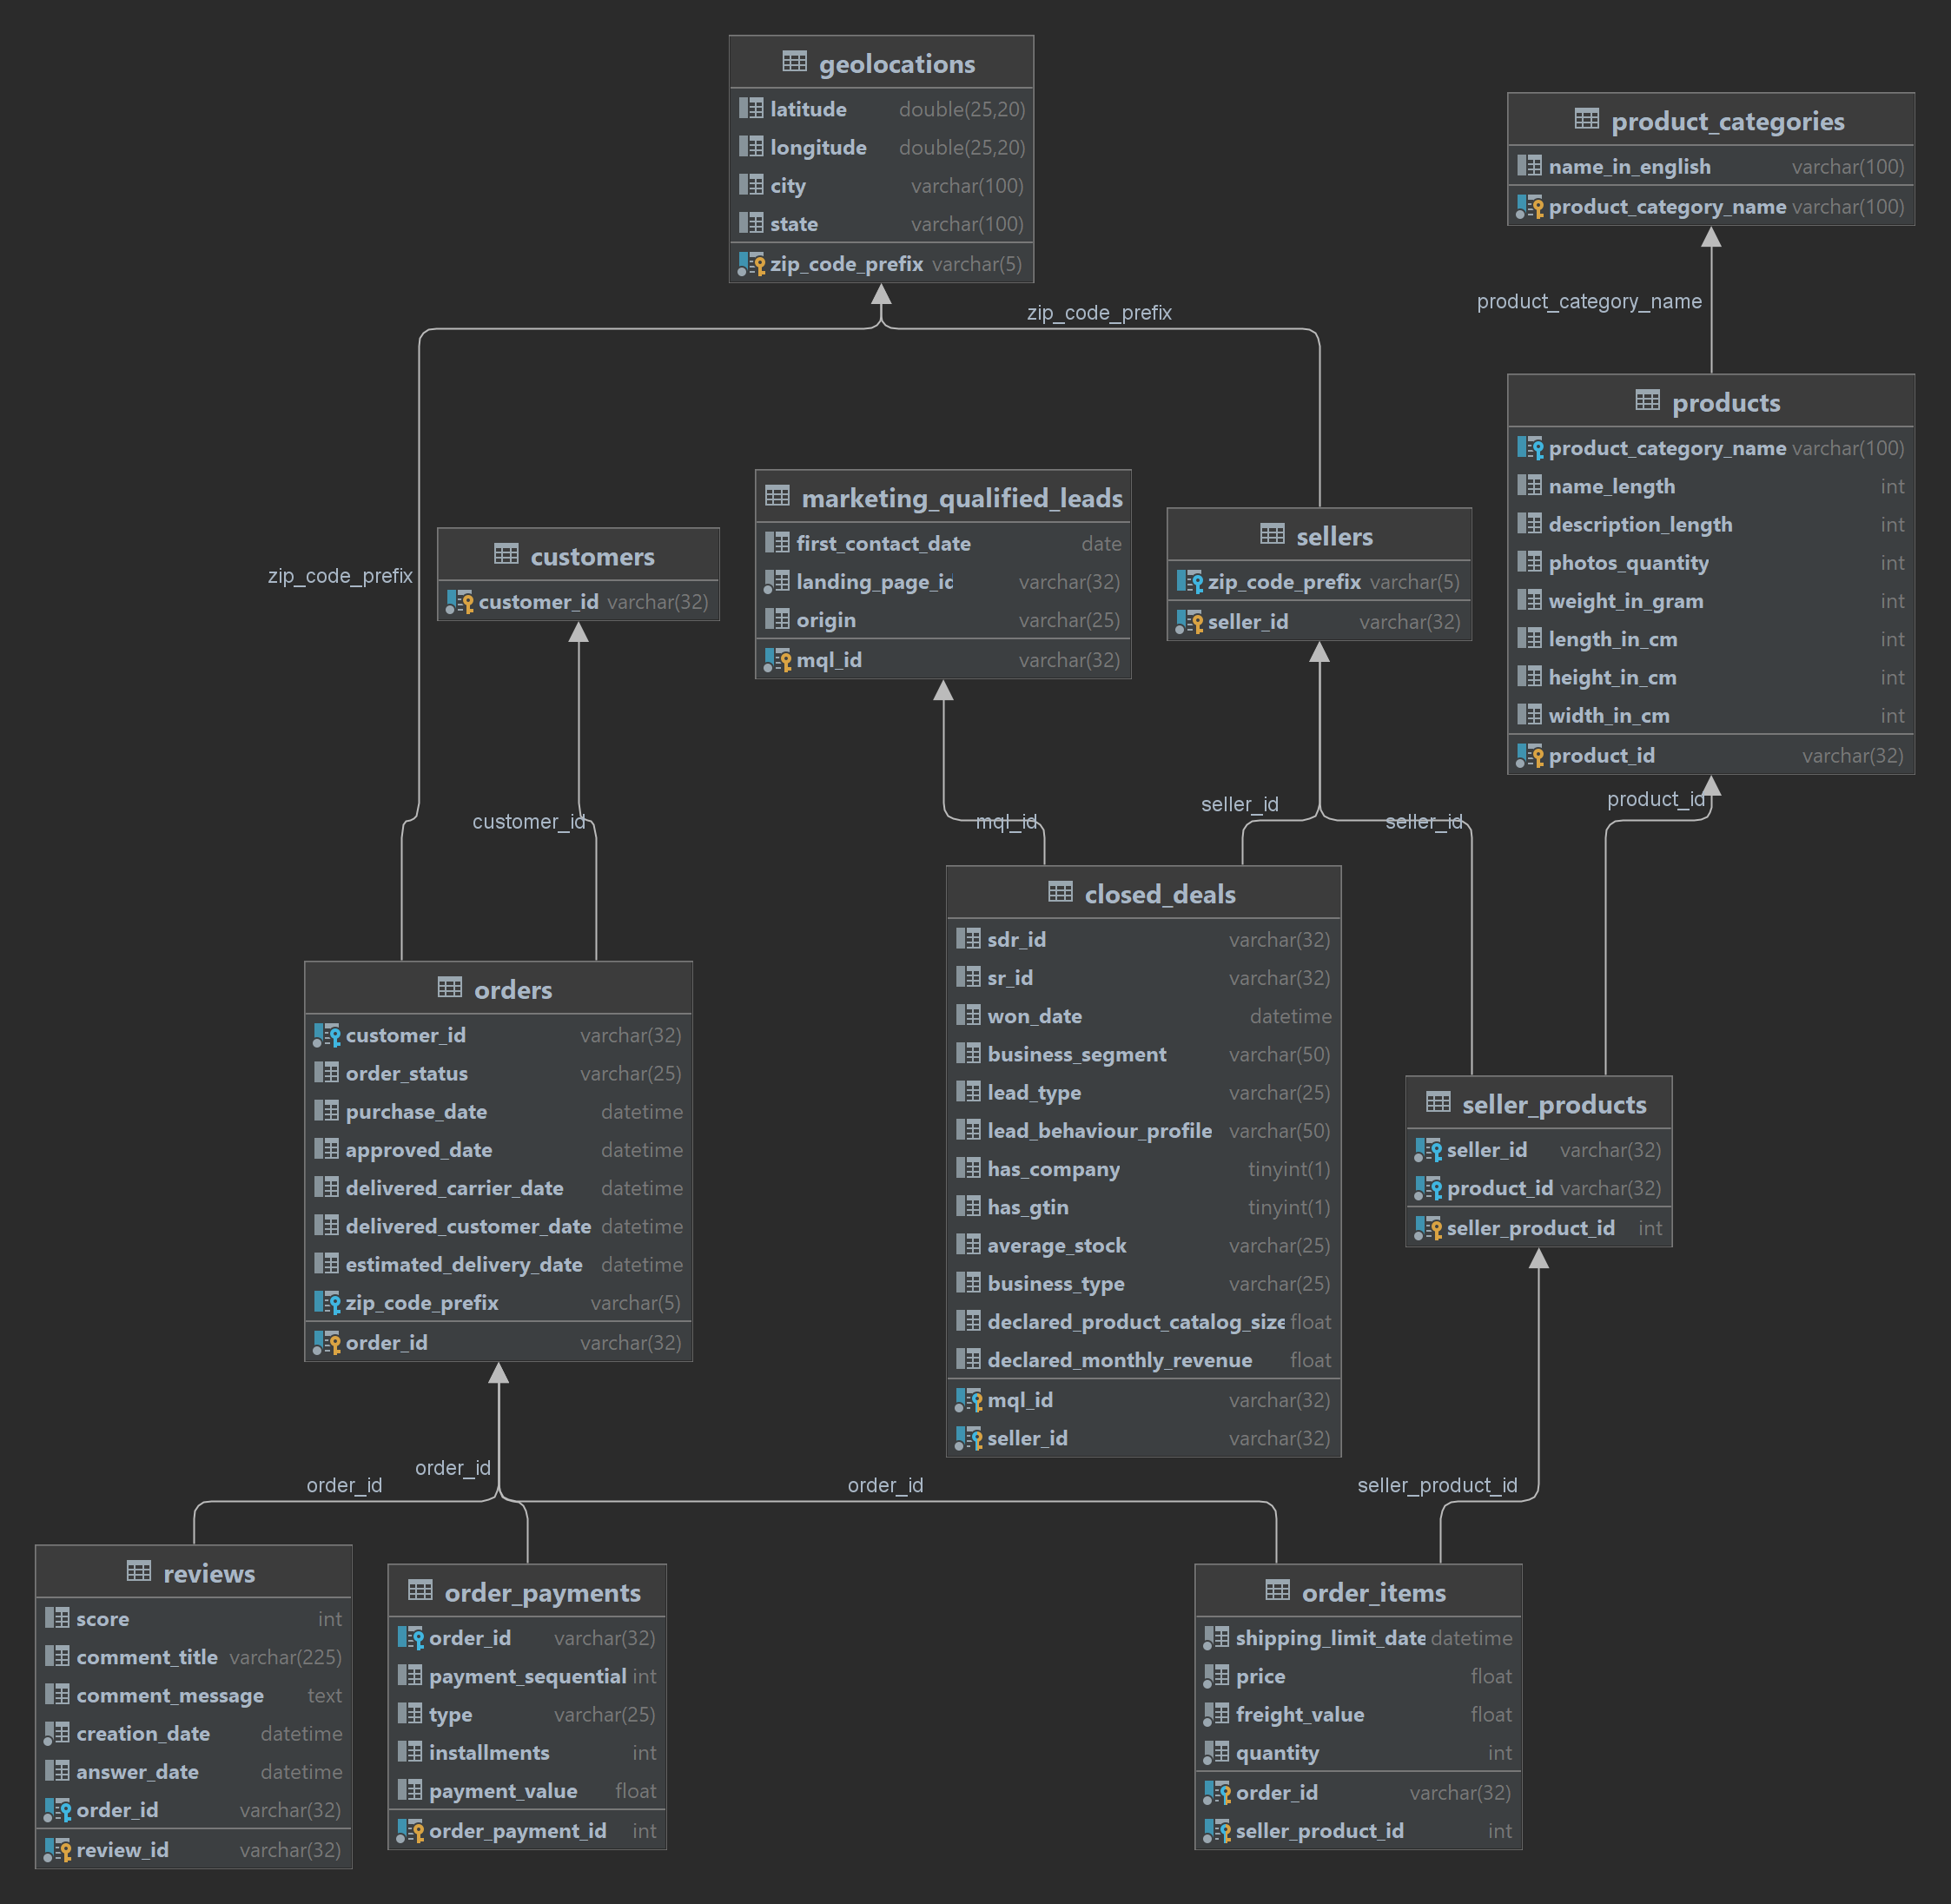 geolocations
latitude double(25,20)
longitude double(25,20)
city varchar(100)
state varchar(100)
zip_code_prefix varchar(5)
product_categories
name_in_english varchar(100)
product_category_name varchar(100)
zip_code_prefix
product_category_name
products
product_category_name varchar(100)
name_length int
description_length int
photos_quantity int
weight_in_gram int
length_in_cm int
height_in_cm int
width_in_cm int
product_id varchar(32)
marketing_qualified_leads
first_contact_date date
landing_page_id varchar(32)
origin varchar(25)
mql_id varchar(32)
sellers
zip_code_prefix varchar(5)
seller_id varchar(32)
customers
customer_id varchar(32)
zip_code_prefix
customer_id
mql_id
seller_id
seller_id
product_id
closed_deals
sdr_id varchar(32)
sr_id varchar(32)
won_date datetime
business_segment varchar(50)
lead_type varchar(25)
lead_behaviour_profile varchar(50)
has_company tinyint(1)
has_gtin tinyint(1)
average_stock varchar(25)
business_type varchar(25)
declared_product_catalog_size float
declared_monthly_revenue float
mql_id varchar(32)
seller_id varchar(32)
orders
customer_id varchar(32)
order_status varchar(25)
purchase_date datetime
approved_date datetime
delivered_carrier_date datetime
delivered_customer_date datetime
estimated_delivery_date datetime
zip_code_prefix varchar(5)
order_id varchar(32)
seller_products
seller_id varchar(32)
product_id varchar(32)
seller_product_id int
order_id
order_id
order_id
seller_product_id
reviews
score int
comment_title varchar(225)
comment_message text
creation_date datetime
answer_date datetime
order_id varchar(32)
review_id varchar(32)
order_payments
order_id varchar(32)
payment_sequential int
type varchar(25)
installments int
payment_value float
order_payment_id int
order_items
shipping_limit_date datetime
price float
freight_value float
quantity int
order_id varchar(32)
seller_product_id int